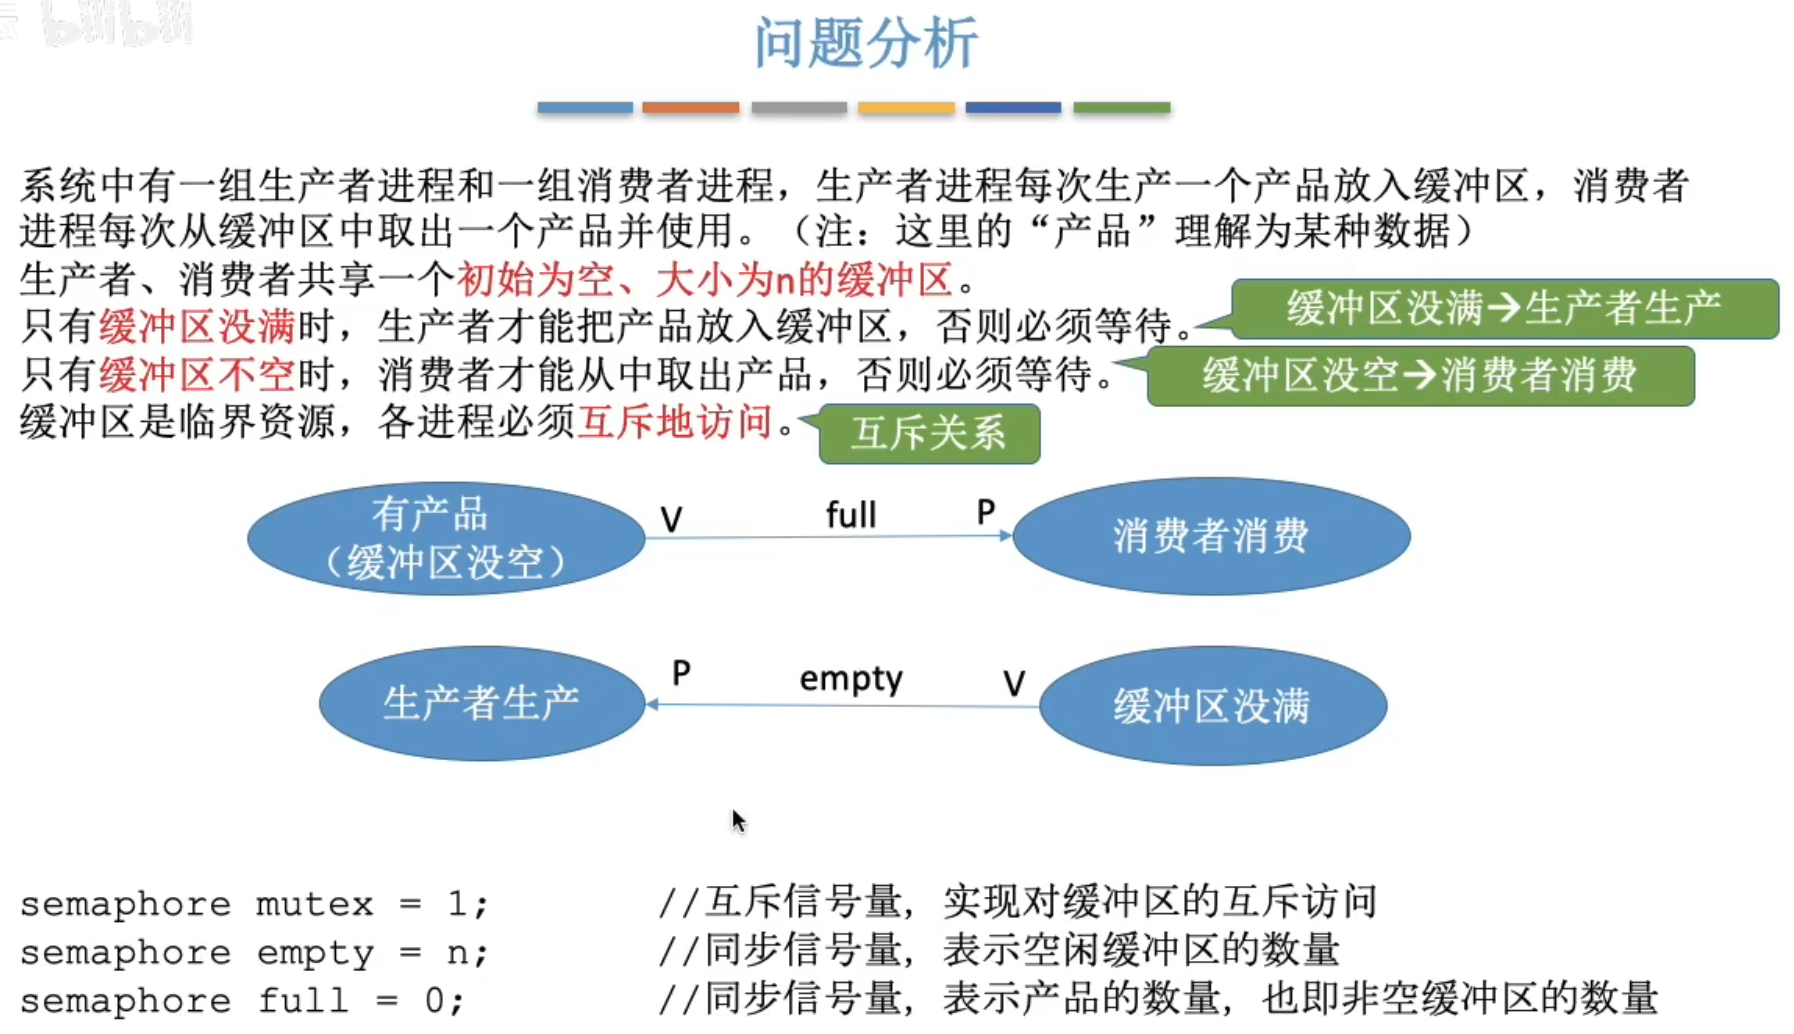 bilibili
问题分析
系统中有一组生产者进程和一组消费者进程，生产者进程每次生产一个产品放入缓冲区，消费者
进程每次从缓冲区中取出一个产品并使用。（注：这里的“产品”理解为某种数据）
生产者、消费者共享一个初始为空、大小为n的缓冲区。
只有缓冲区没满时，生产者才能把产品放入缓冲区，否则必须等待。
缓冲区没满→生产者生产
只有缓冲区不空时，消费者才能从中取出产品，否则必须等待。
缓冲区没空→消费者消费
缓冲区是临界资源，各进程必须互斥地访问。
互斥关系
有产品
（缓冲区没空）
V full P
消费者消费
生产者生产
P empty V
缓冲区没满
semaphore mutex = 1; //互斥信号量，实现对缓冲区的互斥访问
semaphore empty = n; //同步信号量，表示空闲缓冲区的数量
semaphore full = 0; //同步信号量，表示产品的数量，也即非空缓冲区的数量